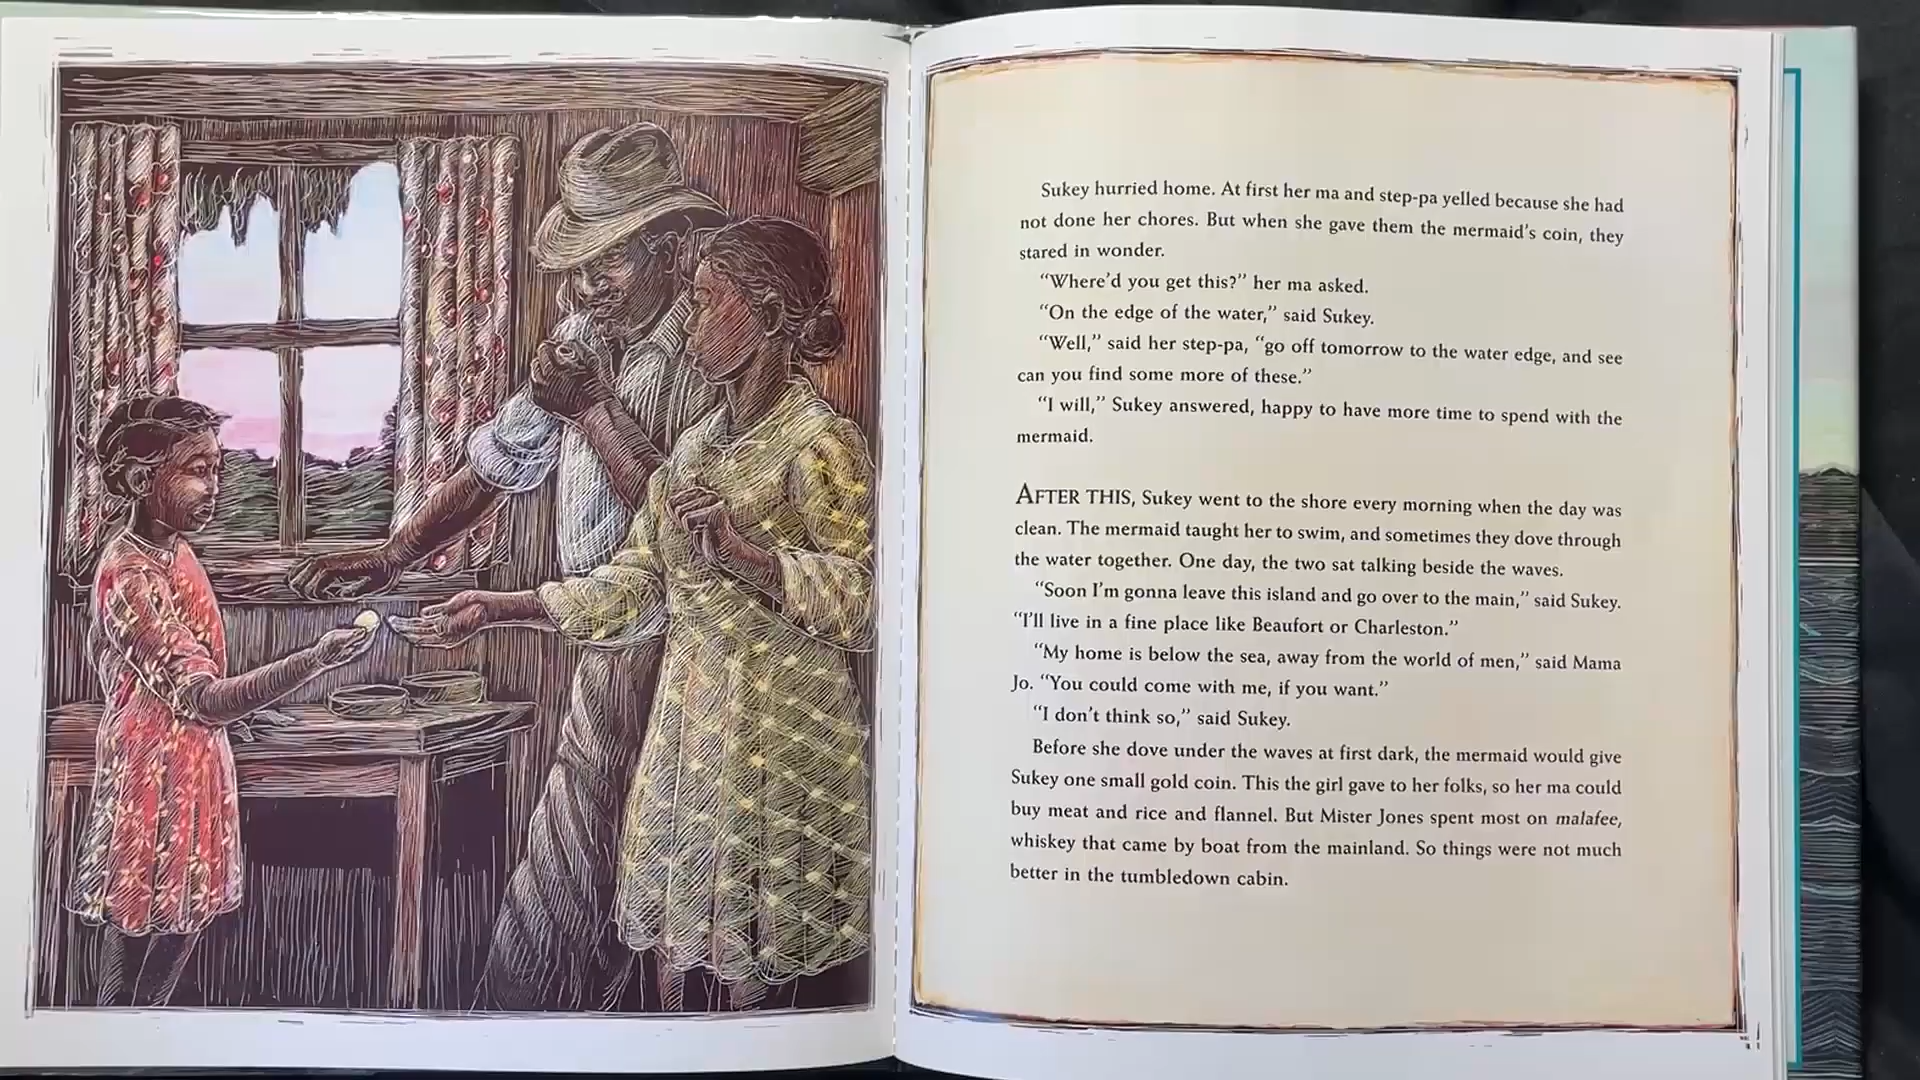 Sukey hurried home. At first her ma and step-pa yelled because she had
not done her chores. But when she gave them the mermaid's coin, they
stared in wonder.
“Where'd you get this?” her ma asked.
“On the edge of the water,” said Sukey.
“Well,” said her step-pa, “go off tomorrow to the water edge, and see
can you find some more of these.”
“I will,” Sukey answered, happy to have more time to spend with the
mermaid.
AFTER THIS, Sukey went to the shore every morning when the day was
clean. The mermaid taught her to swim, and sometimes they dove through
the water together. One day, the two sat talking beside the waves.
“Soon I'm gonna leave this island and go over to the main,” said Sukey.
“I'll live in a fine place like Beaufort or Charleston.”
“My home is below the sea, away from the world of men,” said Mama
Jo. “You could come with me, if you want.”
“I don't think so,” said Sukey.
Before she dove under the waves at first dark, the mermaid would give
Sukey one small gold coin. This the girl gave to her folks, so her ma could
buy meat and rice and flannel. But Mister Jones spent most on malafee,
whiskey that came by boat from the mainland. So things were not much
better in the tumbledown cabin.